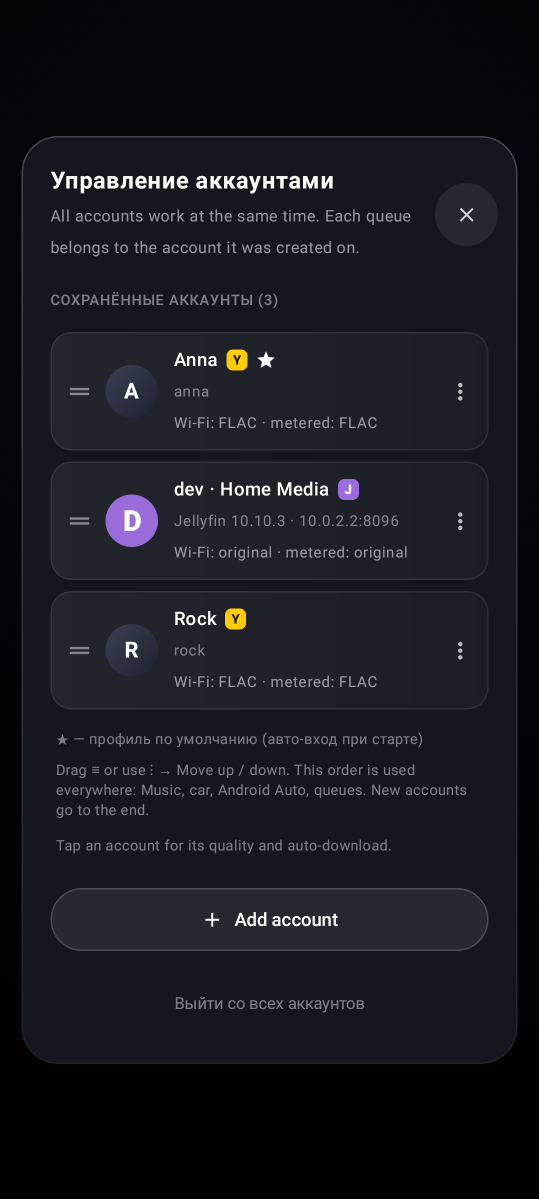 Управление аккаунтами
All accounts work at the same time. Each queue
belongs to the account it was created on.
СОХРАНЁННЫЕ АККАУНТЫ (3)
Anna Y ★
A
anna
Wi-Fi: FLAC · metered: FLAC
dev · Home Media J
D
Jellyfin 10.10.3 · 10.0.2.2:8096
Wi-Fi: original · metered: original
Rock Y
R
rock
Wi-Fi: FLAC · metered: FLAC
★ — профиль по умолчанию (авто-вход при старте)
Drag ≡ or use ⋮ → Move up / down. This order is used
everywhere: Music, car, Android Auto, queues. New accounts
go to the end.
Tap an account for its quality and auto-download.
+ Add account
Выйти со всех аккаунтов